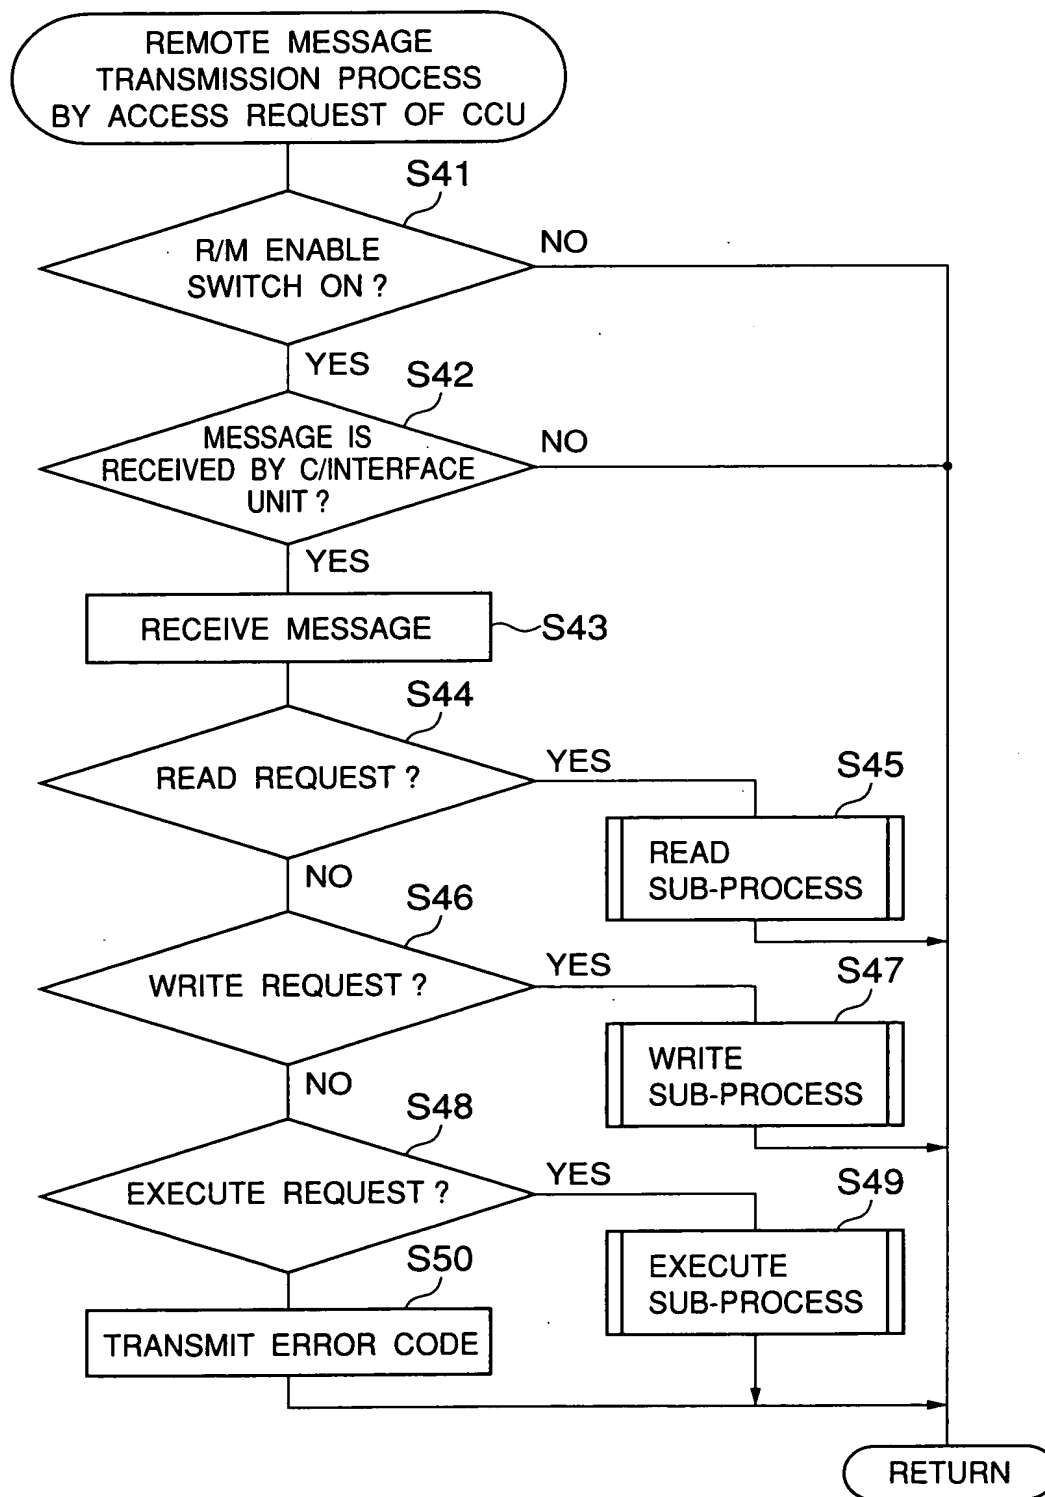 REMOTE MESSAGE
TRANSMISSION PROCESS
BY ACCESS REQUEST OF CCU
S41
R/M ENABLE
SWITCH ON ?
NO
YES
S42
MESSAGE IS
RECEIVED BY C/INTERFACE
UNIT ?
NO
YES
RECEIVE MESSAGE
S43
S44
READ REQUEST ?
YES
S45
READ
SUB-PROCESS
NO
S46
WRITE REQUEST ?
YES
S47
WRITE
SUB-PROCESS
NO
S48
EXECUTE REQUEST ?
YES
S49
EXECUTE
SUB-PROCESS
S50
TRANSMIT ERROR CODE
RETURN